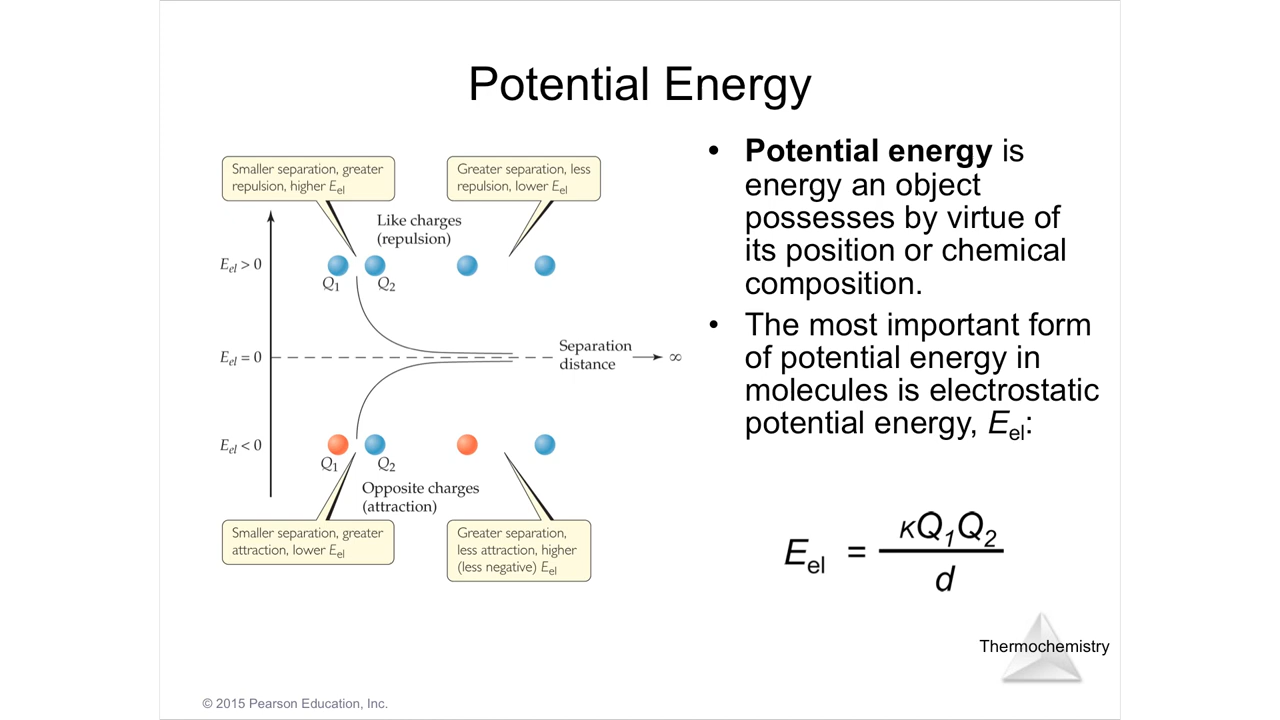 Potential Energy
Smaller separation, greater
repulsion, higher Eel
Greater separation, less
repulsion, lower Eel
Like charges
(repulsion)
Eel > 0
Q1
Q2
Eel = 0
Separation
distance
∞
Eel < 0
Q1
Q2
Opposite charges
(attraction)
Smaller separation, greater
attraction, lower Eel
Greater separation,
less attraction, higher
(less negative) Eel
• Potential energy is
energy an object
possesses by virtue of
its position or chemical
composition.
• The most important form
of potential energy in
molecules is electrostatic
potential energy, Eel:
Eel = κQ1Q2
d
Thermochemistry
© 2015 Pearson Education, Inc.